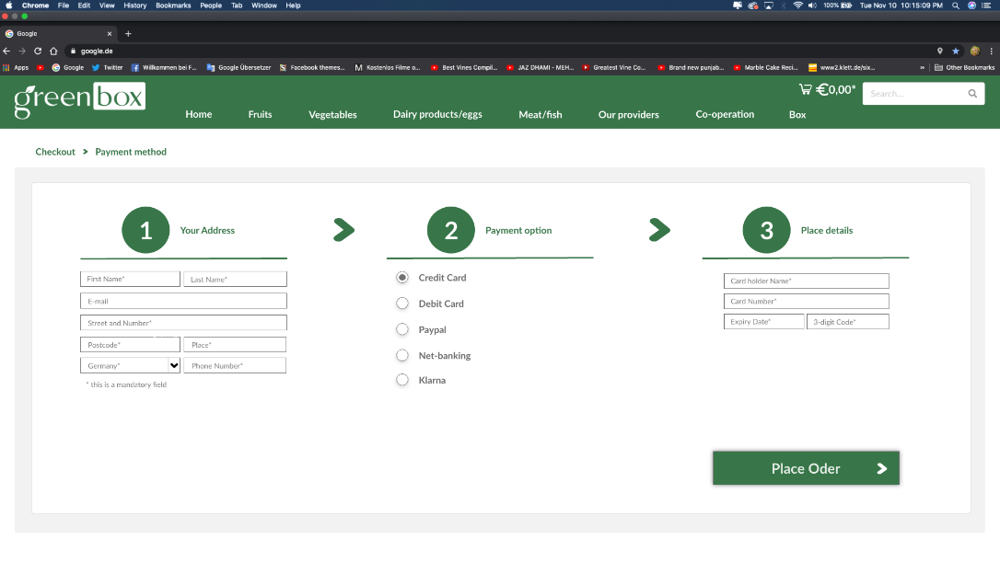 Chrome File Edit View History Bookmarks People Tab Window Help 100% Tue Nov 10 10:15:09 PM
Google × +
google.de
Apps Google Twitter Willkommen bei F... Google Übersetzer Facebook themes... Kostenlos Filme o... Best Vines Compil... JAZ DHAMI - MEH... Greatest Vine Co... Brand new punjab... Marble Cake Reci... www2.klett.de/six... » Other Bookmarks
greenbox
€0,00*
Search...
Home Fruits Vegetables Dairy products/eggs Meat/fish Our providers Co-operation Box
Checkout > Payment method
1 Your Address
First Name* Last Name*
E-mail
Street and Number*
Postcode* Place*
Germany* Phone Number*
* this is a mandatory field
2 Payment option
Credit Card
Debit Card
Paypal
Net-banking
Klarna
3 Place details
Card holder Name*
Card Number*
Expiry Date* 3-digit Code*
Place Oder